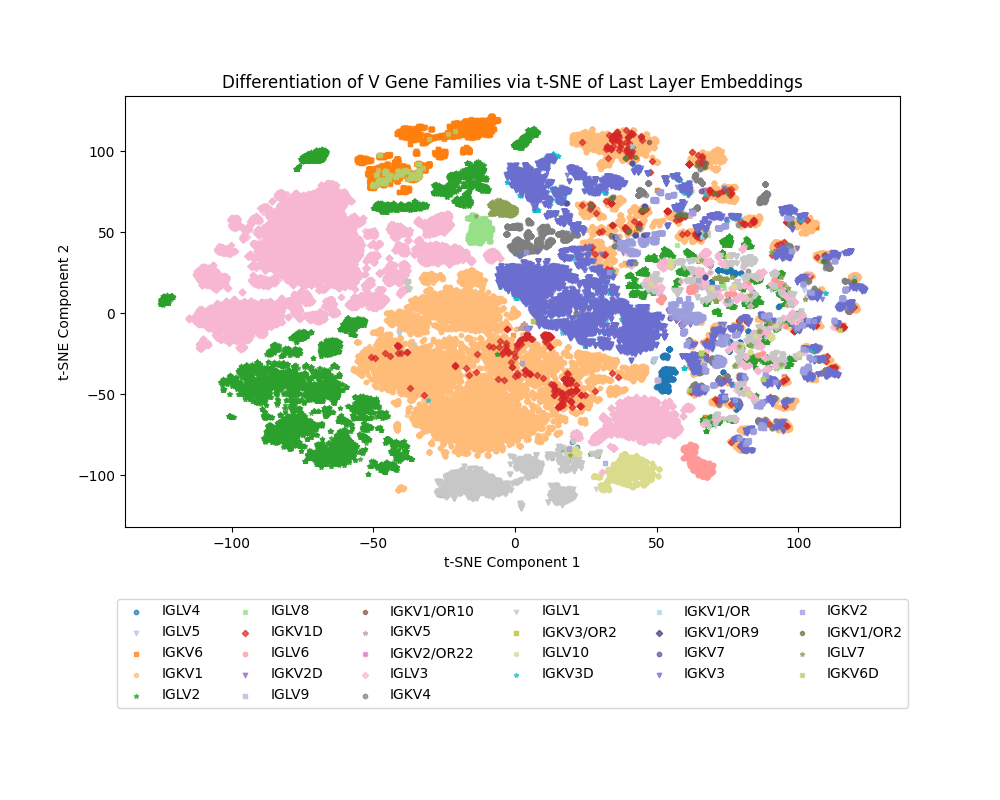 Differentiation of V Gene Families via t-SNE of Last Layer Embeddings
t-SNE Component 2
100
50
0
−50
−100
−100
−50
0
50
100
t-SNE Component 1
IGLV4
IGLV5
IGKV6
IGKV1
IGLV2
IGLV8
IGKV1D
IGLV6
IGKV2D
IGLV9
IGKV1/OR10
IGKV5
IGKV2/OR22
IGLV3
IGKV4
IGLV1
IGKV3/OR2
IGLV10
IGKV3D
IGKV1/OR
IGKV1/OR9
IGKV7
IGKV3
IGKV2
IGKV1/OR2
IGLV7
IGKV6D